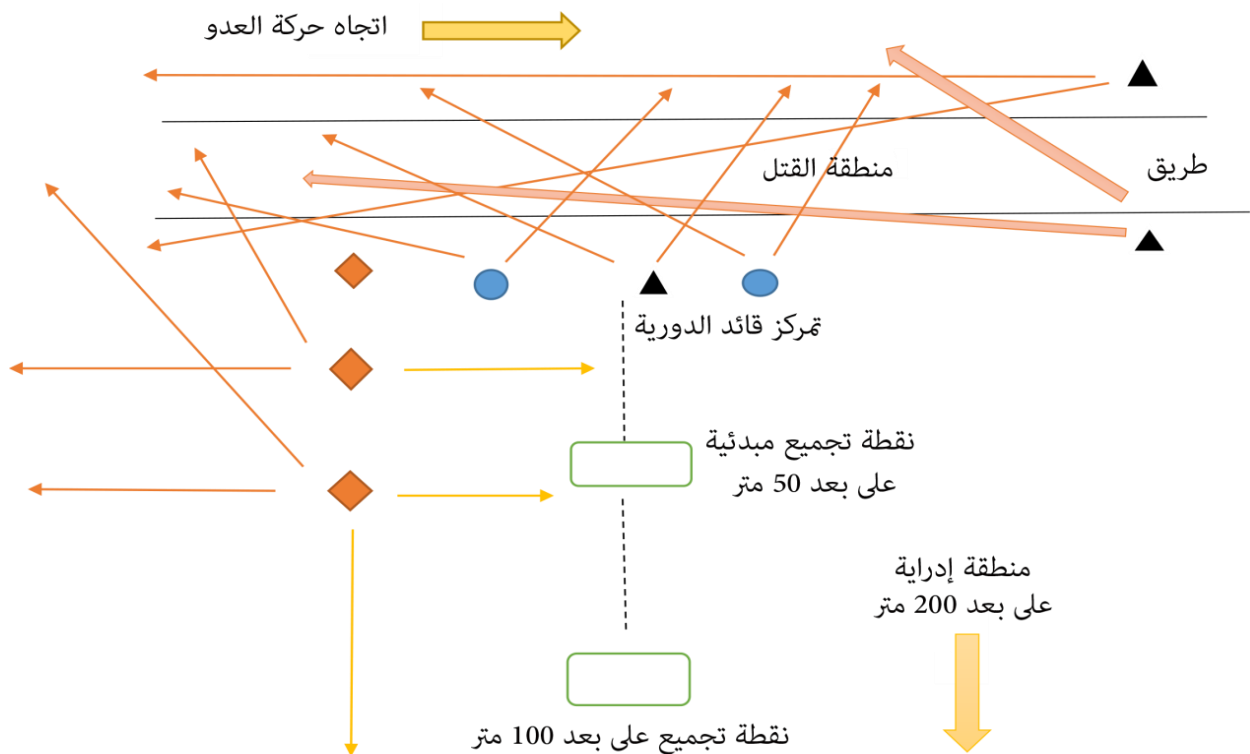 اتجاه حركة العدو
منطقة القتل
طريق
تمركز قائد الدورية
نقطة تجميع مبدئية
على بعد 50 متر
منطقة إدراية
على بعد 200 متر
نقطة تجميع على بعد 100 متر